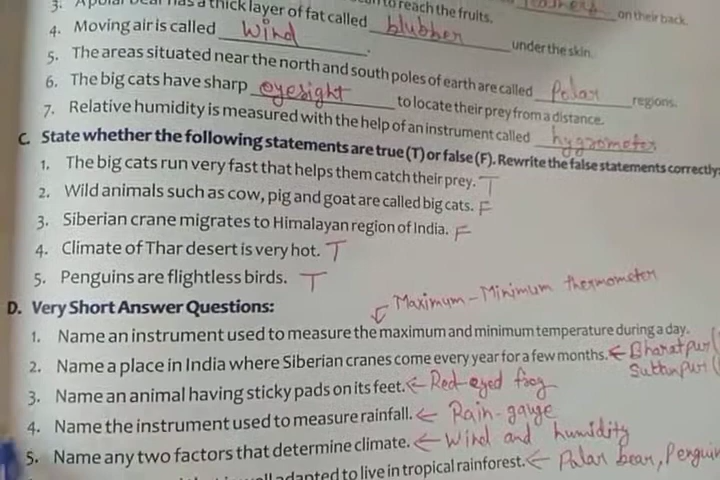 to reach the fruits.
3. A polar bear has a thick layer of fat called blubber under the skin.
on their back.
4. Moving air is called Wind.
5. The areas situated near the north and south poles of earth are called Polar regions.
6. The big cats have sharp eyesight to locate their prey from a distance.
7. Relative humidity is measured with the help of an instrument called hygrometer
C. State whether the following statements are true (T) or false (F). Rewrite the false statements correctly:
1. The big cats run very fast that helps them catch their prey. T
2. Wild animals such as cow, pig and goat are called big cats. F
3. Siberian crane migrates to Himalayan region of India. F
4. Climate of Thar desert is very hot. T
5. Penguins are flightless birds. T
D. Very Short Answer Questions:
Maximum-Minimum thermometer
1. Name an instrument used to measure the maximum and minimum temperature during a day.
2. Name a place in India where Siberian cranes come every year for a few months. ← Bharatpur (
Sultanpur (
3. Name an animal having sticky pads on its feet. ← Red-eyed frog
4. Name the instrument used to measure rainfall. ← Rain-gauge
5. Name any two factors that determine climate. ← Wind and humidity
adapted to live in tropical rainforest. ← Palar bear, Penguin